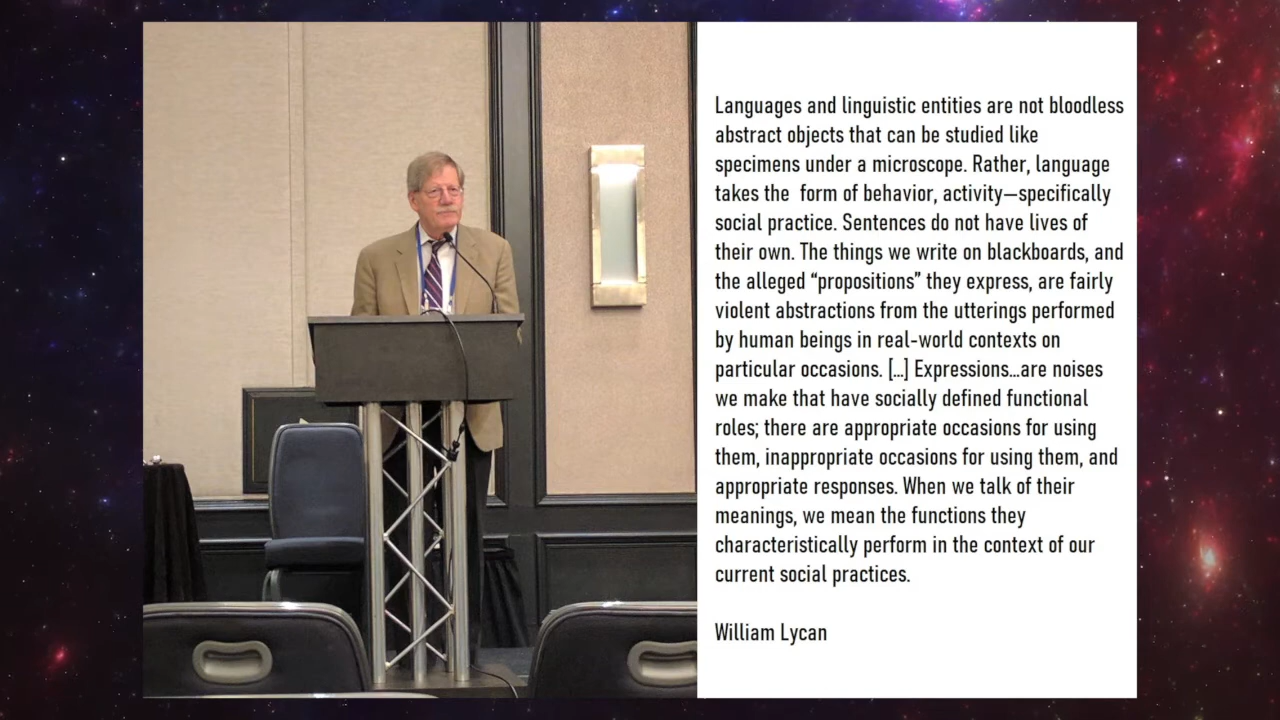 Languages and linguistic entities are not bloodless
abstract objects that can be studied like
specimens under a microscope. Rather, language
takes the  form of behavior, activity—specifically
social practice. Sentences do not have lives of
their own. The things we write on blackboards, and
the alleged “propositions” they express, are fairly
violent abstractions from the utterings performed
by human beings in real-world contexts on
particular occasions. [...] Expressions...are noises
we make that have socially defined functional
roles; there are appropriate occasions for using
them, inappropriate occasions for using them, and
appropriate responses. When we talk of their
meanings, we mean the functions they
characteristically perform in the context of our
current social practices.
William Lycan